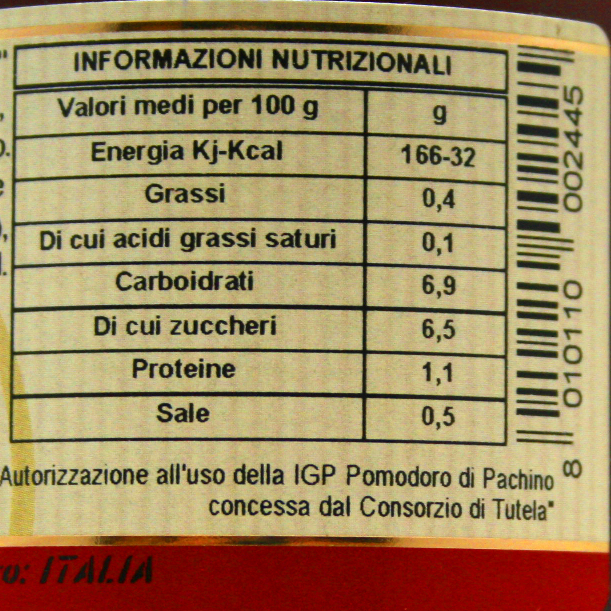 INFORMAZIONI NUTRIZIONALI
Valori medi per 100 g g
Energia Kj-Kcal 166-32
Grassi 0,4
Di cui acidi grassi saturi 0,1
Carboidrati 6,9
Di cui zuccheri 6,5
Proteine 1,1
Sale 0,5
Autorizzazione all'uso della IGP Pomodoro di Pachino
concessa dal Consorzio di Tutela"
ITALIA
8 010110 002445